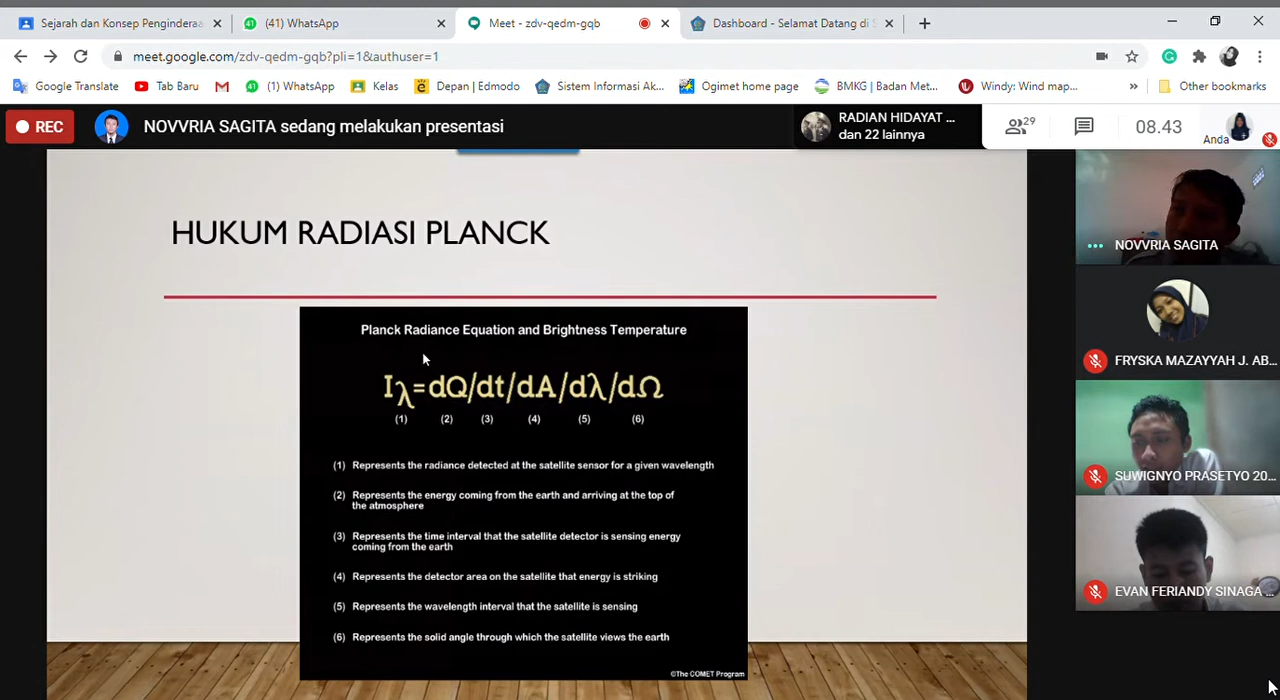 Sejarah dan Konsep Penginderaa
(41) WhatsApp
Meet - zdv-qedm-gqb
Dashboard - Selamat Datang di S
meet.google.com/zdv-qedm-gqb?pli=1&authuser=1
Google Translate
Tab Baru
(1) WhatsApp
Kelas
Depan | Edmodo
Sistem Informasi Ak...
Ogimet home page
BMKG | Badan Met...
Windy: Wind map...
»
Other bookmarks
REC
NOVVRIA SAGITA sedang melakukan presentasi
RADIAN HIDAYAT ...
dan 22 lainnya
29
08.43
Anda
HUKUM RADIASI PLANCK
Planck Radiance Equation and Brightness Temperature
Iλ=dQ/dt/dA/dλ/dΩ
(1) (2) (3) (4) (5) (6)
(1) Represents the radiance detected at the satellite sensor for a given wavelength
(2) Represents the energy coming from the earth and arriving at the top of
the atmosphere
(3) Represents the time interval that the satellite detector is sensing energy
coming from the earth
(4) Represents the detector area on the satellite that energy is striking
(5) Represents the wavelength interval that the satellite is sensing
(6) Represents the solid angle through which the satellite views the earth
©The COMET Program
NOVVRIA SAGITA
FRYSKA MAZAYYAH J. AB...
SUWIGNYO PRASETYO 20...
EVAN FERIANDY SINAGA ...